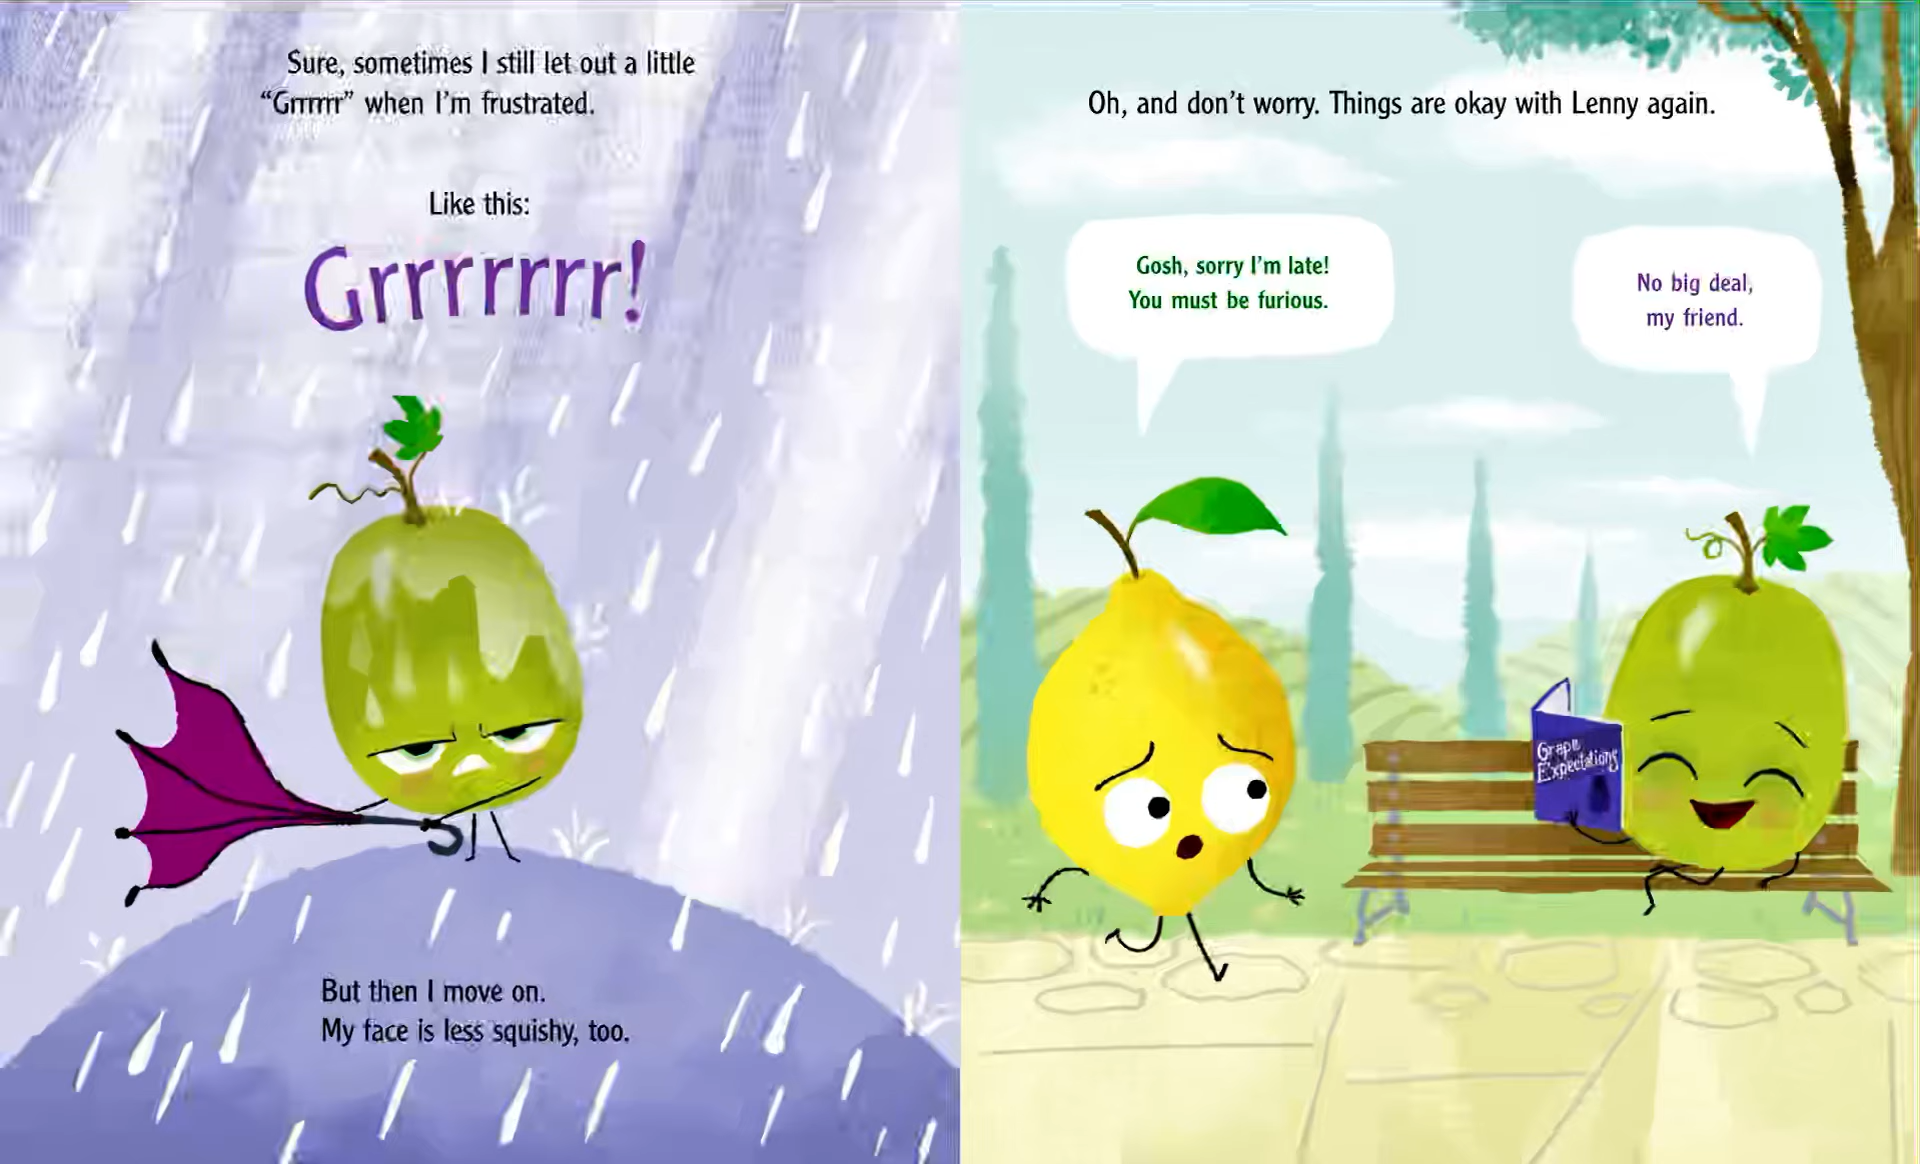 Sure, sometimes I still let out a little
“Grrrrrr” when I’m frustrated.
Like this:
Grrrrrrr!
But then I move on.
My face is less squishy, too.
Oh, and don’t worry. Things are okay with Lenny again.
Gosh, sorry I’m late!
You must be furious.
No big deal,
my friend.
Grape
Expectations